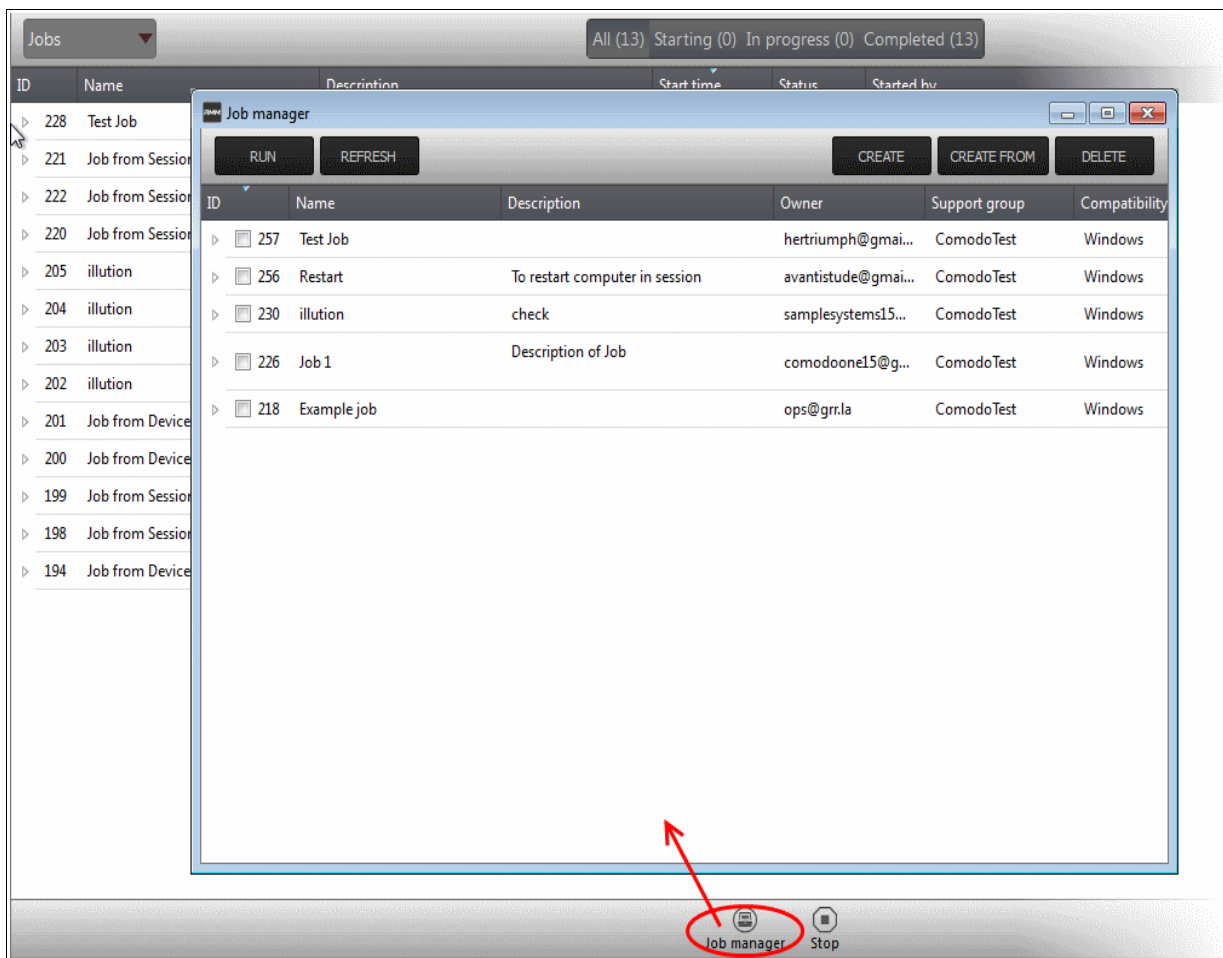 Jobs
All (13) Starting (0) In progress (0) Completed (13)
ID Name Description Start time Status Started by
228 Test Job
221 Job from Session
222 Job from Session
220 Job from Session
205 illution
204 illution
203 illution
202 illution
201 Job from Device
200 Job from Device
199 Job from Session
198 Job from Session
194 Job from Device
RMM Job manager
RUN REFRESH CREATE CREATE FROM DELETE
ID Name Description Owner Support group Compatibility
257 Test Job hertriumph@gmai... ComodoTest Windows
256 Restart To restart computer in session avantistude@gmai... ComodoTest Windows
230 illution check samplesystems15... ComodoTest Windows
226 Job 1 Description of Job comodoone15@g... ComodoTest Windows
218 Example job ops@grr.la ComodoTest Windows
Job manager Stop